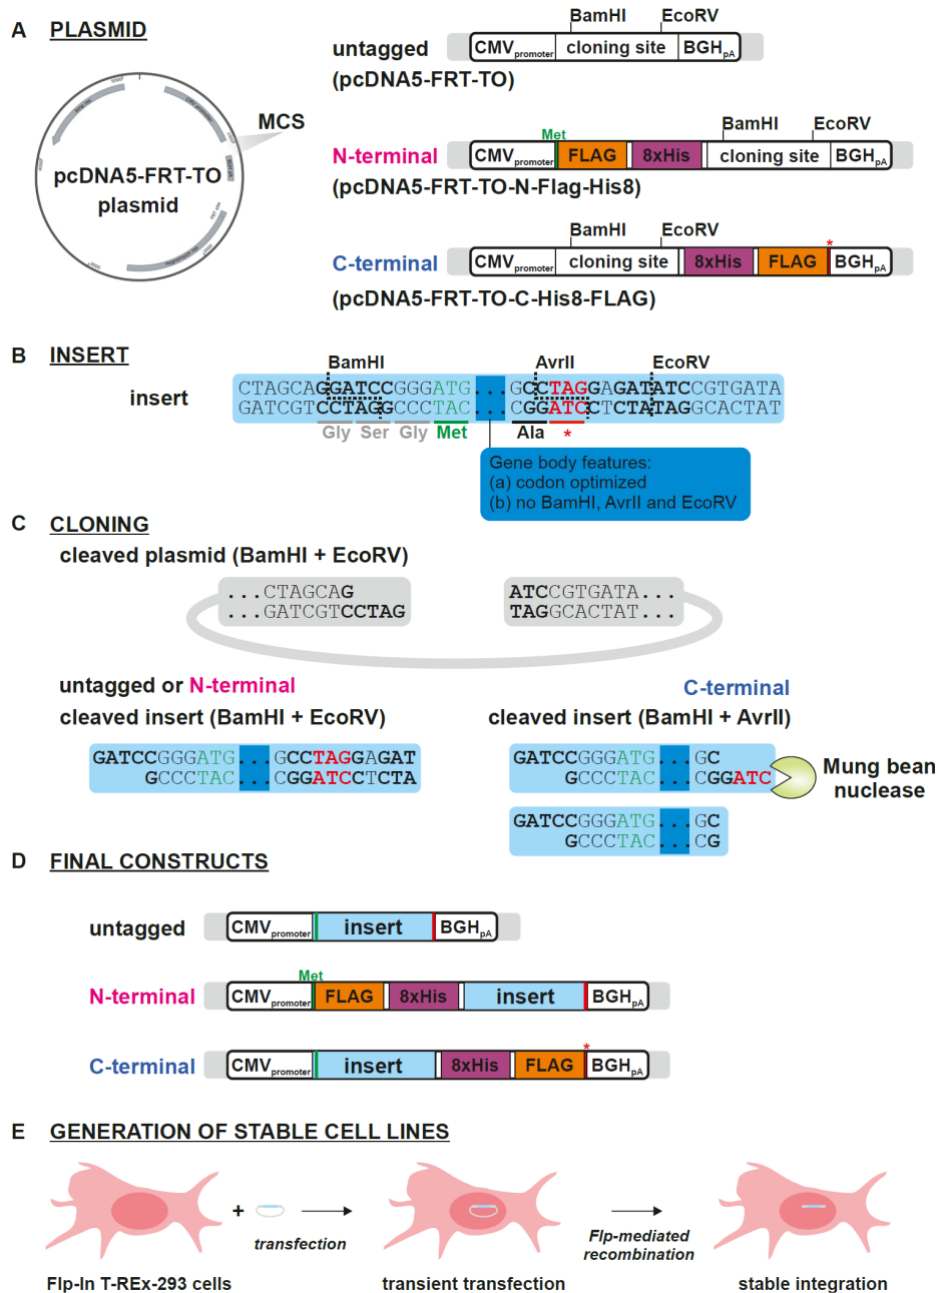 A PLASMID
BamHI EcoRV
untagged CMVpromoter cloning site BGHpA
(pcDNA5-FRT-TO)
MCS
pcDNA5-FRT-TO
plasmid
BamHI EcoRV
Met
N-terminal CMVpromoter FLAG 8xHis cloning site BGHpA
(pcDNA5-FRT-TO-N-Flag-His8)
BamHI EcoRV
*
C-terminal CMVpromoter cloning site 8xHis FLAG BGHpA
(pcDNA5-FRT-TO-C-His8-FLAG)
B INSERT
BamHI AvrII EcoRV
insert CTAGCAGGATCCGGGATG...GCCTAGGAGATATCCGTGATA
GATCGTCCTAGGCCCTAC...CGGATCCTCTATAGGCACTAT
Gly Ser Gly Met Ala *
Gene body features:
(a) codon optimized
(b) no BamHI, AvrII and EcoRV
C CLONING
cleaved plasmid (BamHI + EcoRV)
...CTAGCAG ATCCGTGATA...
...GATCGTCCTAG TAGGCACTAT...
untagged or N-terminal
cleaved insert (BamHI + EcoRV)
GATCCGGGATG...GCCTAGGAGAT
GCCCTAC...CGGATCCTCTA
C-terminal
cleaved insert (BamHI + AvrII)
GATCCGGGATG...GC
GCCCTAC...CGGATC
Mung bean
nuclease
GATCCGGGATG...GC
GCCCTAC...CG
D FINAL CONSTRUCTS
untagged CMVpromoter insert BGHpA
Met
N-terminal CMVpromoter FLAG 8xHis insert BGHpA
*
C-terminal CMVpromoter insert 8xHis FLAG BGHpA
E GENERATION OF STABLE CELL LINES
+
transfection
Flp-mediated
recombination
Flp-In T-REx-293 cells transient transfection stable integration